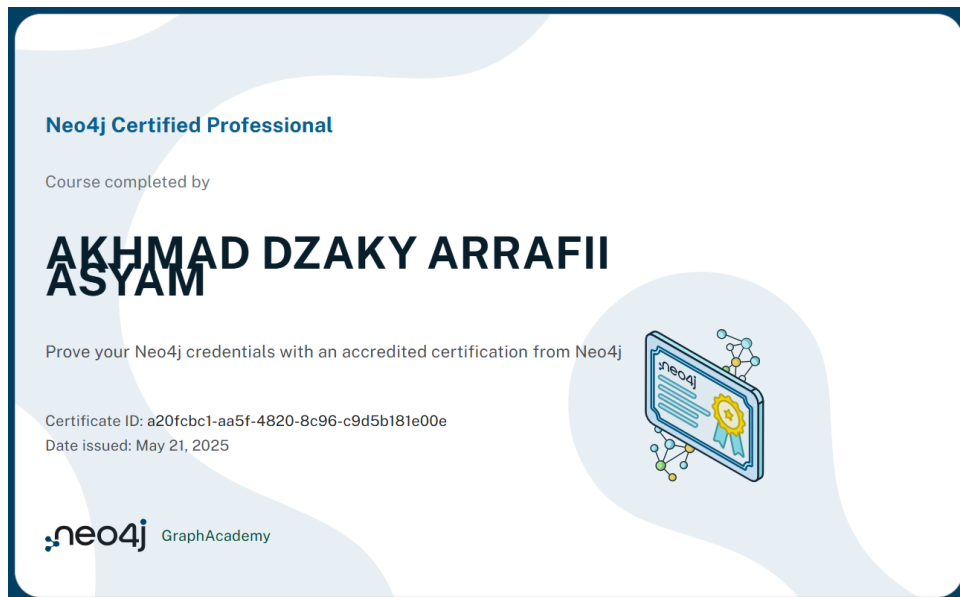 Neo4j Certified Professional
Course completed by
AKHMAD DZAKY ARRAFII
ASYAM
Prove your Neo4j credentials with an accredited certification from Neo4j
:neo4j
Certificate ID: a20fcbc1-aa5f-4820-8c96-c9d5b181e00e
Date issued: May 21, 2025
neo4j GraphAcademy